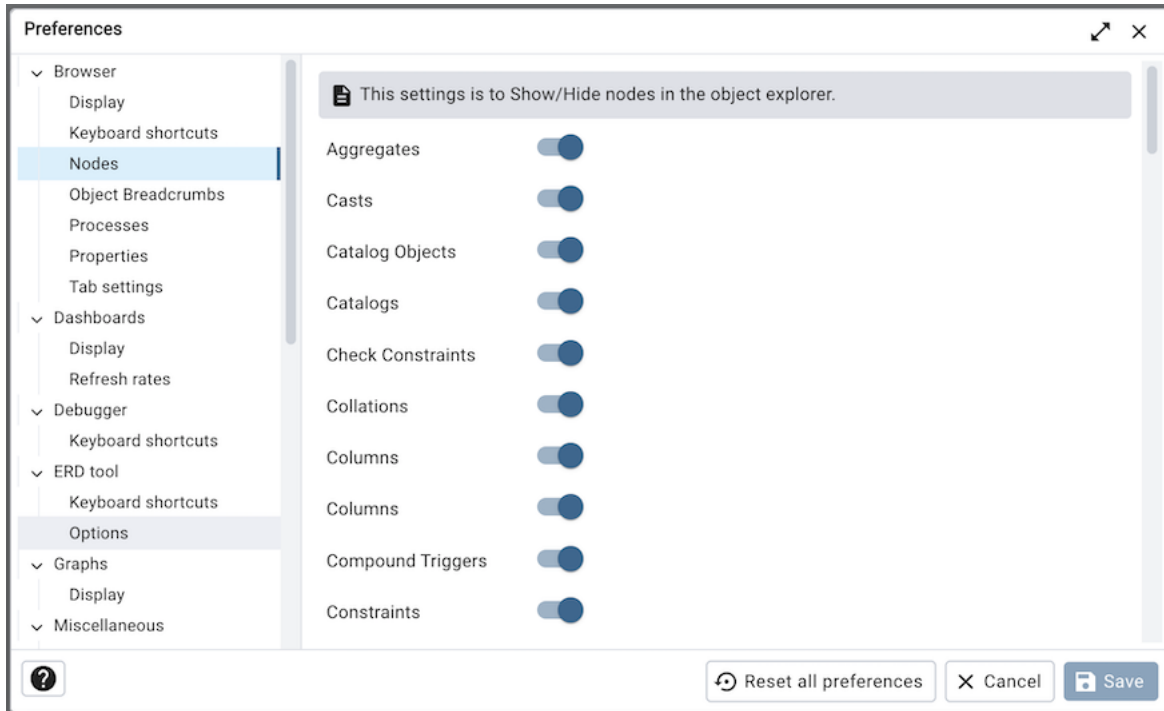 Preferences
Browser
Display
Keyboard shortcuts
Nodes
Object Breadcrumbs
Processes
Properties
Tab settings
Dashboards
Display
Refresh rates
Debugger
Keyboard shortcuts
ERD tool
Keyboard shortcuts
Options
Graphs
Display
Miscellaneous
This settings is to Show/Hide nodes in the object explorer.
Aggregates
Casts
Catalog Objects
Catalogs
Check Constraints
Collations
Columns
Columns
Compound Triggers
Constraints
Reset all preferences
Cancel
Save